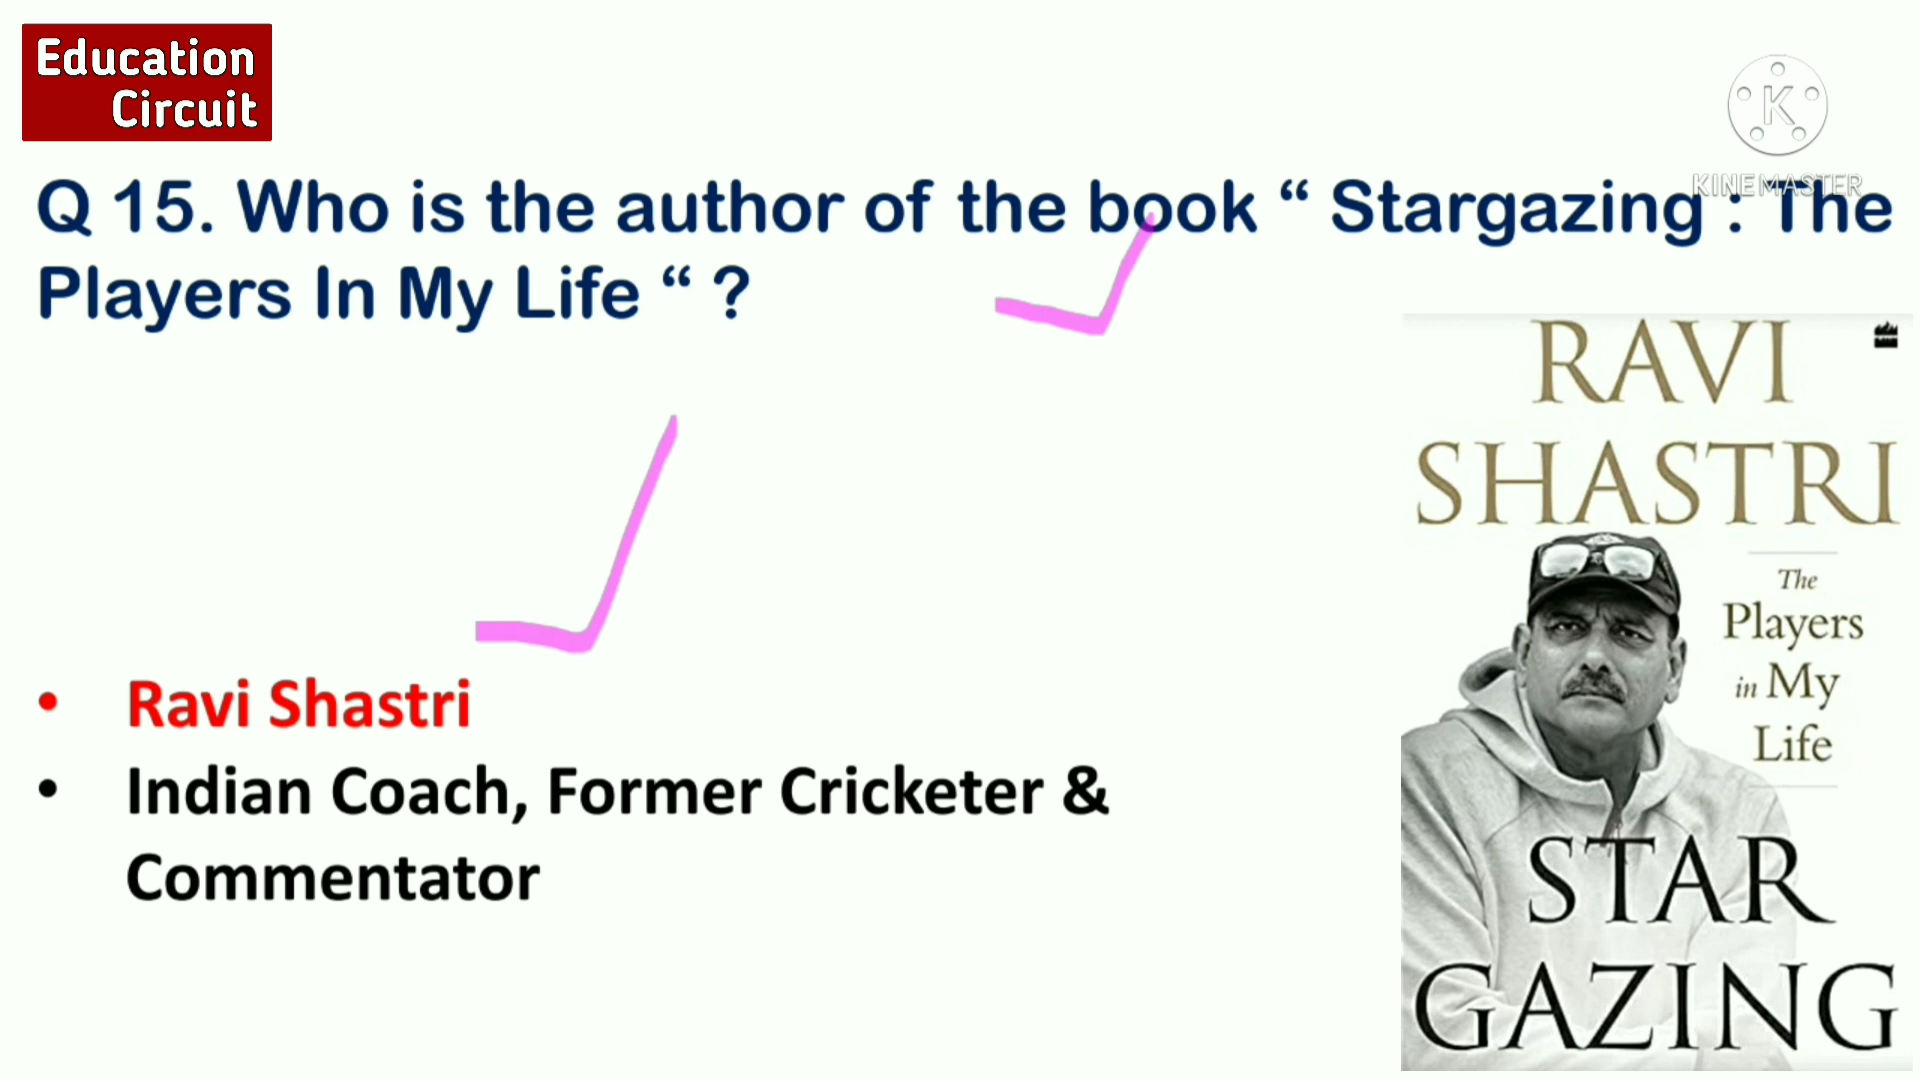 Education
Circuit
K
KINEMASTER
Q 15. Who is the author of the book “ Stargazing : The
Players In My Life “ ?
RAVI
SHASTRI
The
Players
in My
Life
STAR
GAZING
• Ravi Shastri
• Indian Coach, Former Cricketer &
Commentator